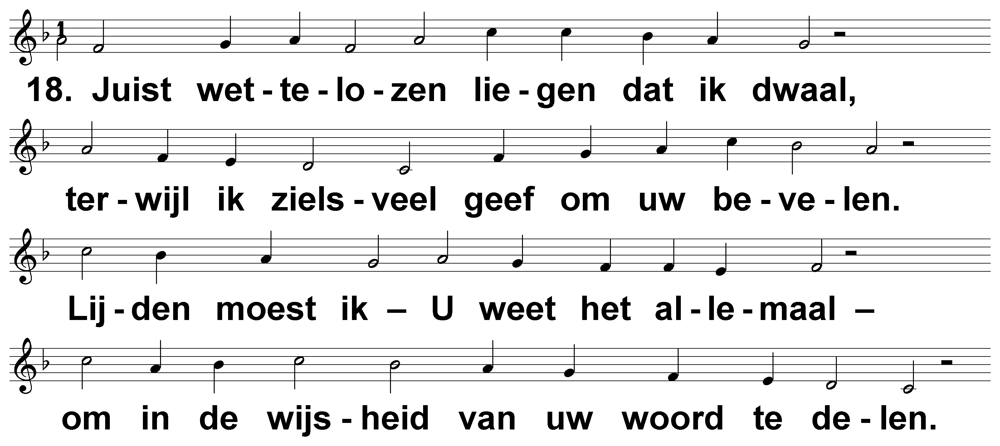 1
18. Juist wet - te - lo - zen lie - gen dat ik dwaal,
ter - wijl ik ziels - veel geef om uw be - ve - len.
Lij - den moest ik – U weet het al - le - maal –
om in de wijs - heid van uw woord te de - len.